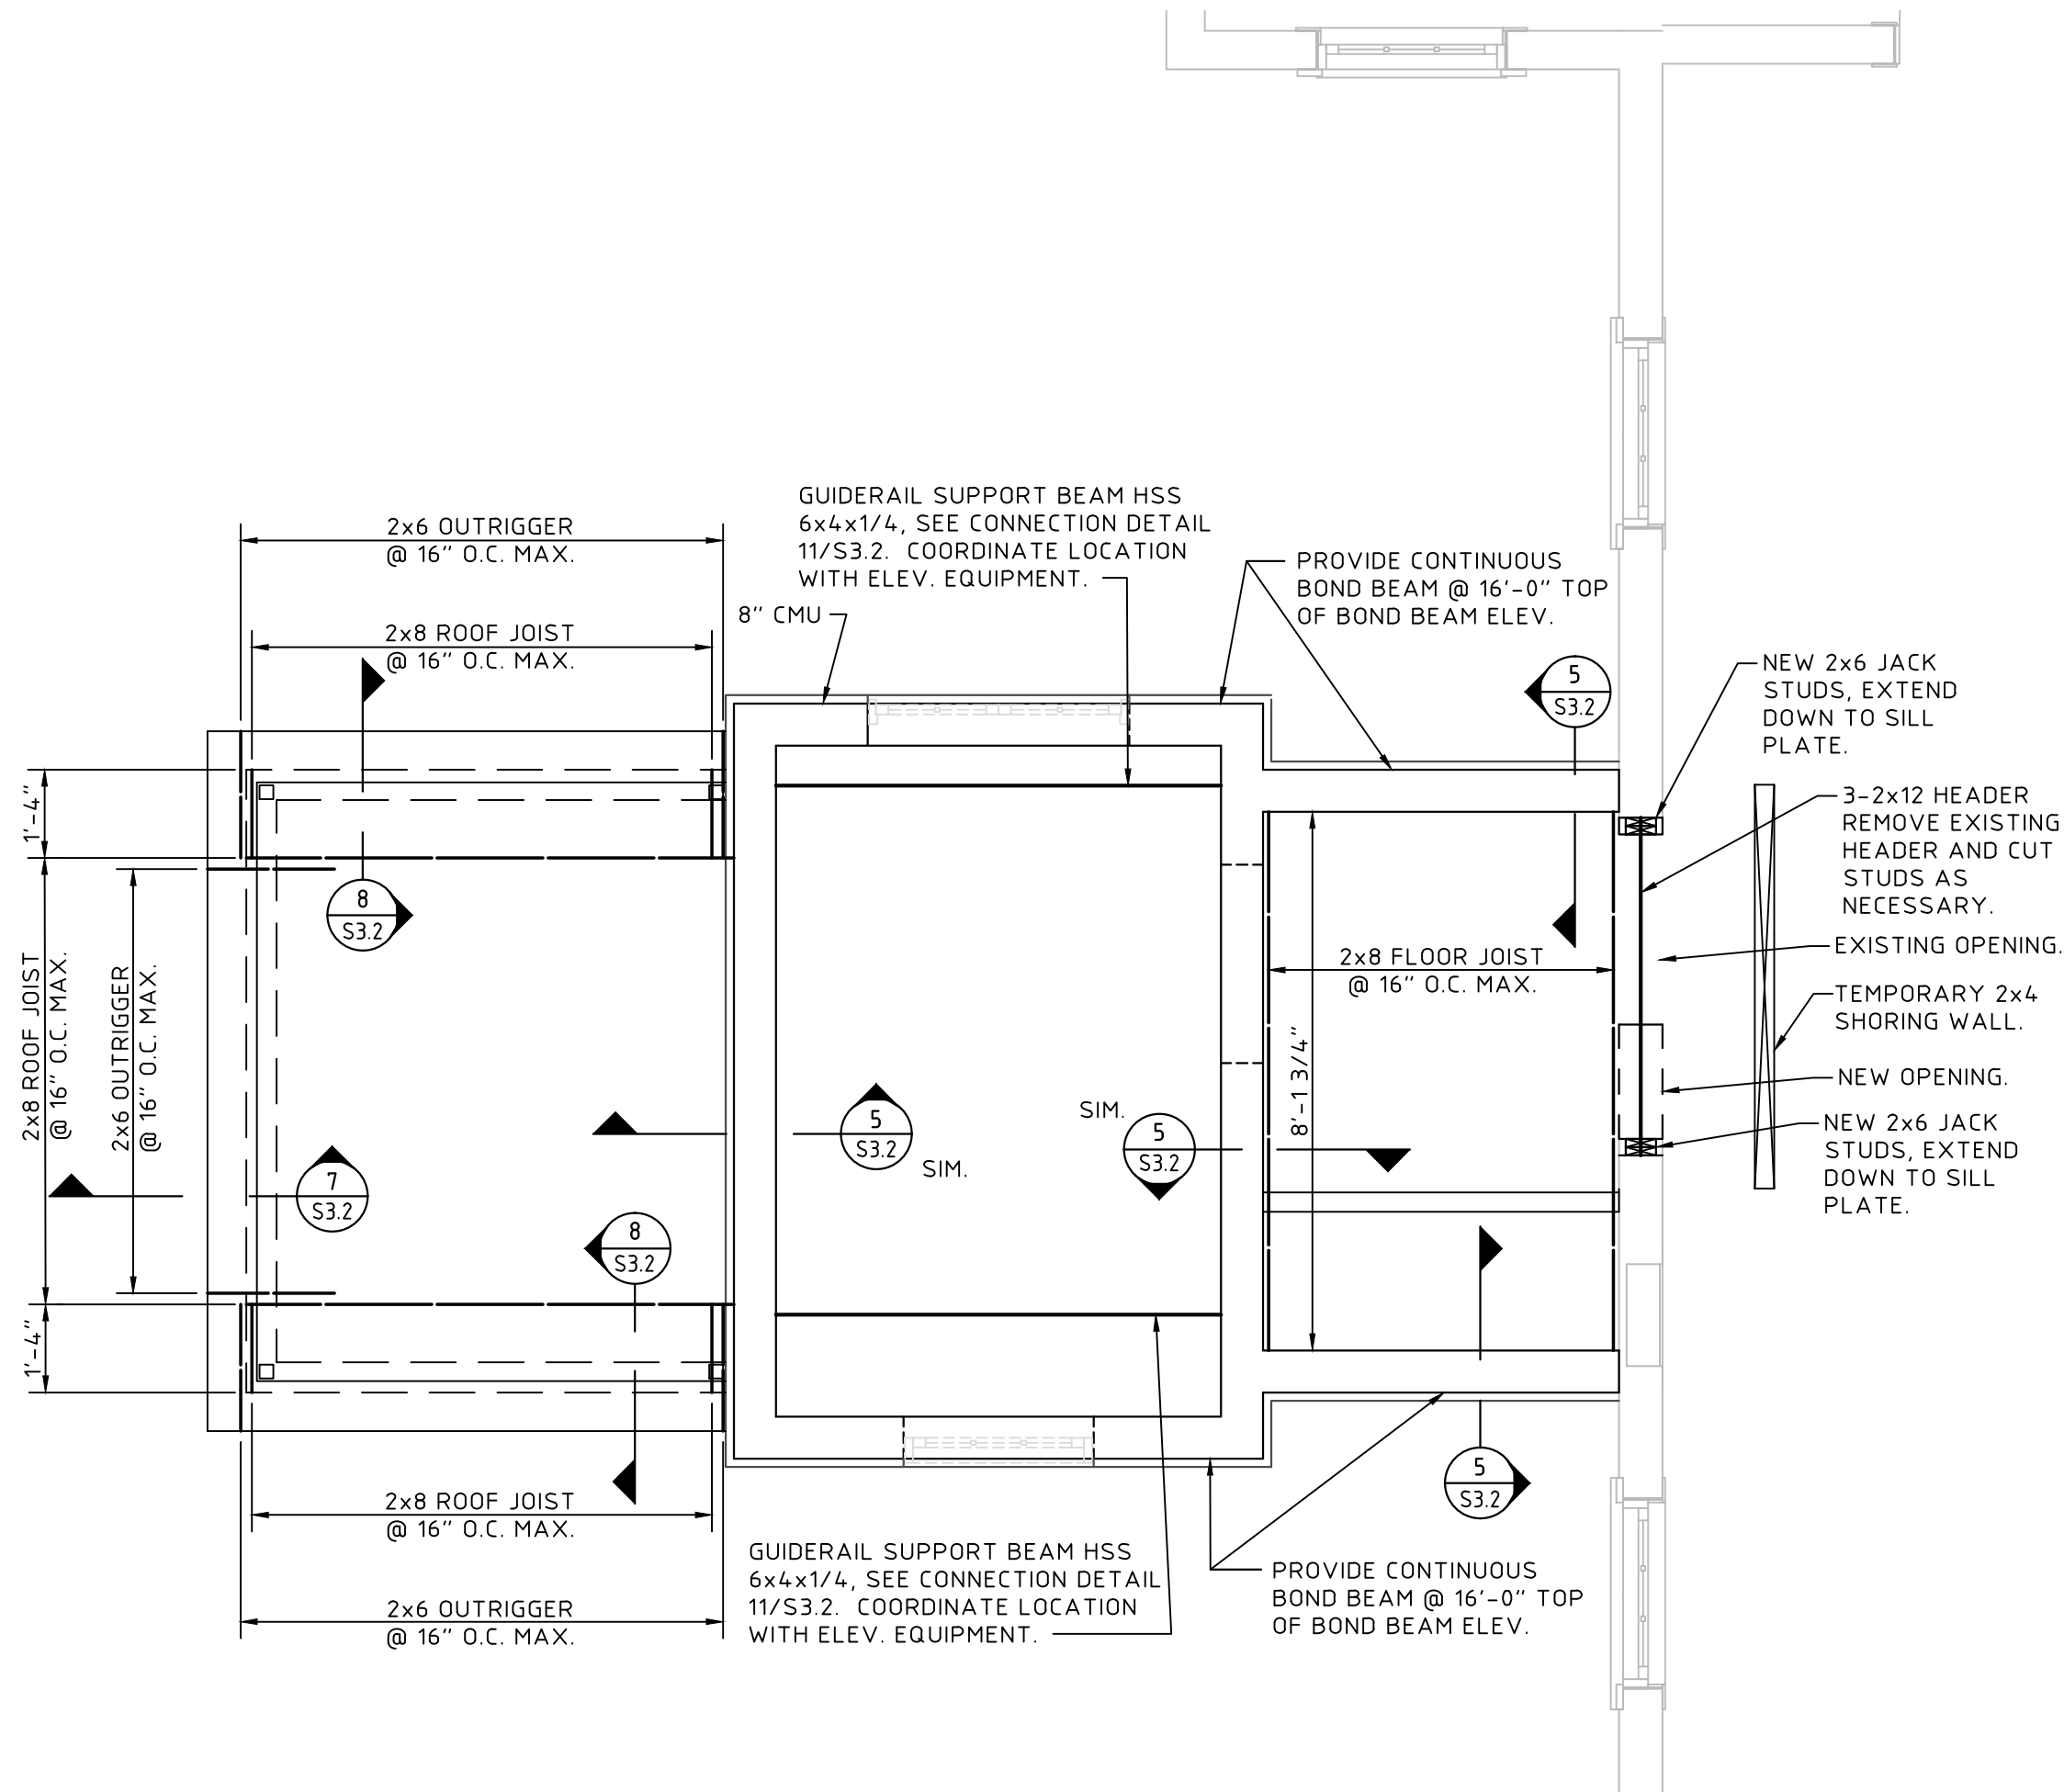 GUIDERAIL SUPPORT BEAM HSS
6x4x1/4, SEE CONNECTION DETAIL
11/S3.2.  COORDINATE LOCATION
WITH ELEV. EQUIPMENT.
2x6 OUTRIGGER
@ 16" O.C. MAX.
PROVIDE CONTINUOUS
BOND BEAM @ 16'-0" TOP
OF BOND BEAM ELEV.
8" CMU
2x8 ROOF JOIST
@ 16" O.C. MAX.
5
S3.2
NEW 2x6 JACK
STUDS, EXTEND
DOWN TO SILL
PLATE.
3-2x12 HEADER
REMOVE EXISTING
HEADER AND CUT
STUDS AS
NECESSARY.
1'-4"
8
S3.2
EXISTING OPENING.
2x8 FLOOR JOIST
@ 16" O.C. MAX.
TEMPORARY 2x4
SHORING WALL.
2x8 ROOF JOIST
@ 16" O.C. MAX.
2x6 OUTRIGGER
@ 16" O.C. MAX.
8'-1 3/4"
NEW OPENING.
SIM.
5
S3.2
SIM.
5
S3.2
NEW 2x6 JACK
STUDS, EXTEND
DOWN TO SILL
PLATE.
7
S3.2
8
S3.2
1'-4"
5
S3.2
2x8 ROOF JOIST
@ 16" O.C. MAX.
GUIDERAIL SUPPORT BEAM HSS
6x4x1/4, SEE CONNECTION DETAIL
11/S3.2.  COORDINATE LOCATION
WITH ELEV. EQUIPMENT.
PROVIDE CONTINUOUS
BOND BEAM @ 16'-0" TOP
OF BOND BEAM ELEV.
2x6 OUTRIGGER
@ 16" O.C. MAX.